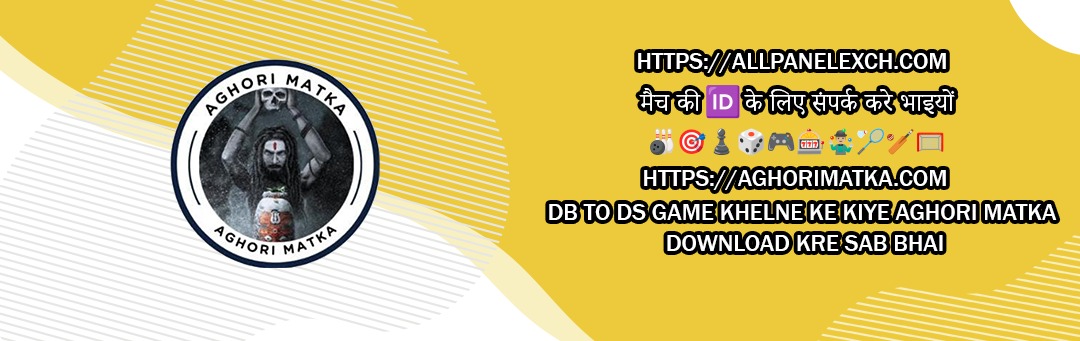 AGHORI MATKA
AGHORI MATKA
HTTPS://ALLPANELEXCH.COM
मैच की 🆔 के लिए संपर्क करे भाइयों
🎳🎯♟️🎲🎮🎰🤹‍♂️🏸🏏🥅
HTTPS://AGHORIMATKA.COM
DB TO DS GAME KHELNE KE KIYE AGHORI MATKA
DOWNLOAD KRE SAB BHAI